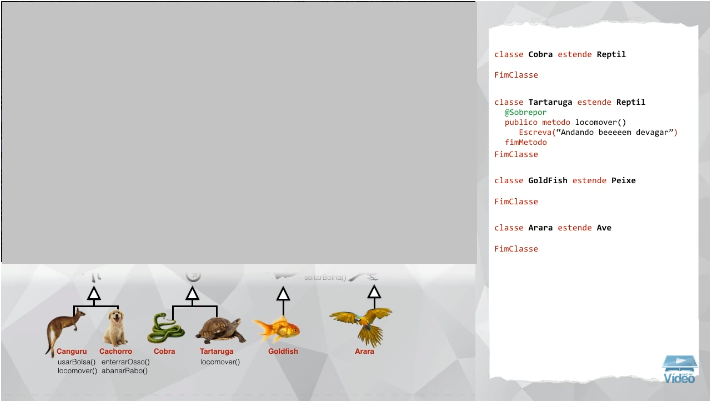 classe Cobra estende Reptil
FimClasse
classe Tartaruga estende Reptil
@Sobrepor
publico metodo locomover()
Escreva(“Andando beeeeem devagar”)
fimMetodo
FimClasse
classe GoldFish estende Peixe
FimClasse
classe Arara estende Ave
FimClasse
Canguru
usarBolsa()
locomover()
Cachorro
enterrarOsso()
abanarRabo()
Cobra
Tartaruga
locomover()
Goldfish
Arara
Vídeo